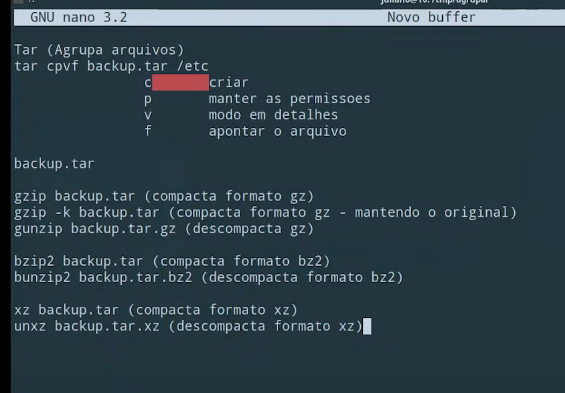 GNU nano 3.2 Novo buffer
Tar (Agrupa arquivos)
tar cpvf backup.tar /etc
c criar
p manter as permissoes
v modo em detalhes
f apontar o arquivo
backup.tar
gzip backup.tar (compacta formato gz)
gzip -k backup.tar (compacta formato gz - mantendo o original)
gunzip backup.tar.gz (descompacta gz)
bzip2 backup.tar (compacta formato bz2)
bunzip2 backup.tar.bz2 (descompacta formato bz2)
xz backup.tar (compacta formato xz)
unxz backup.tar.xz (descompacta formato xz)